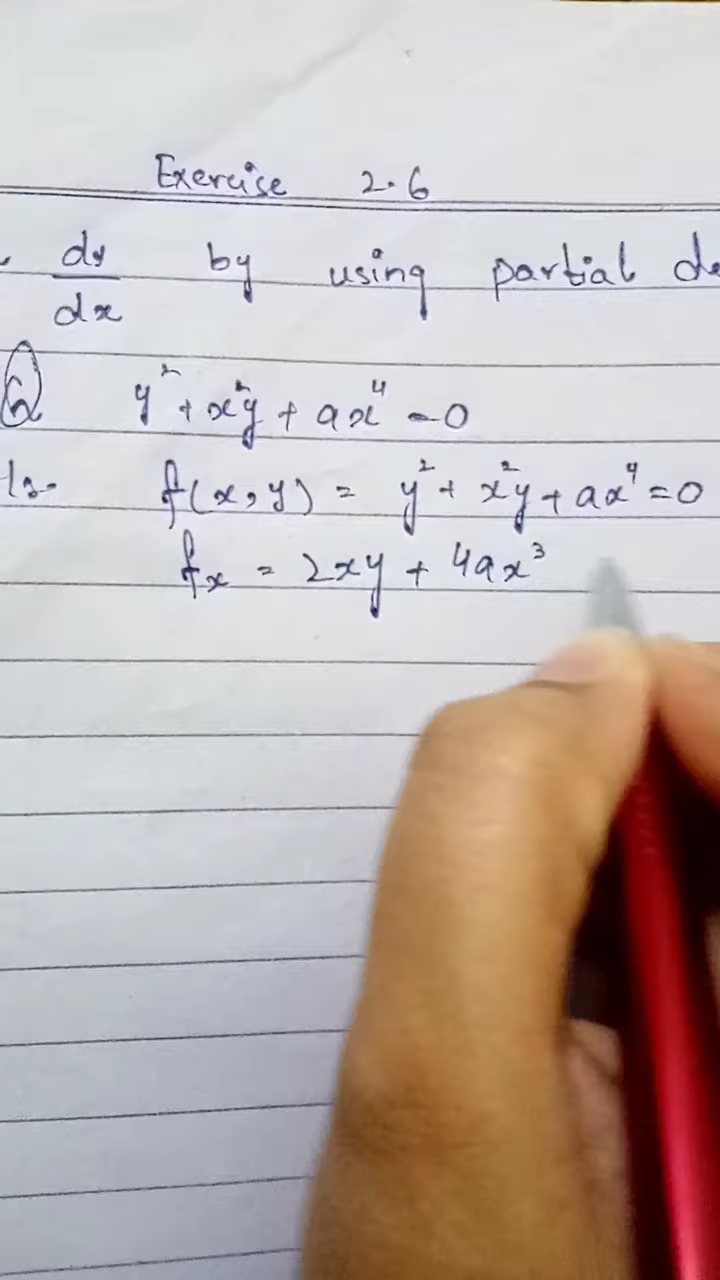 Exercise 2.6
dy/dx by using partial
y² + x²y + ax⁴ = 0
f(x,y) = y² + x²y + ax⁴ = 0
fₓ = 2xy + 4ax³